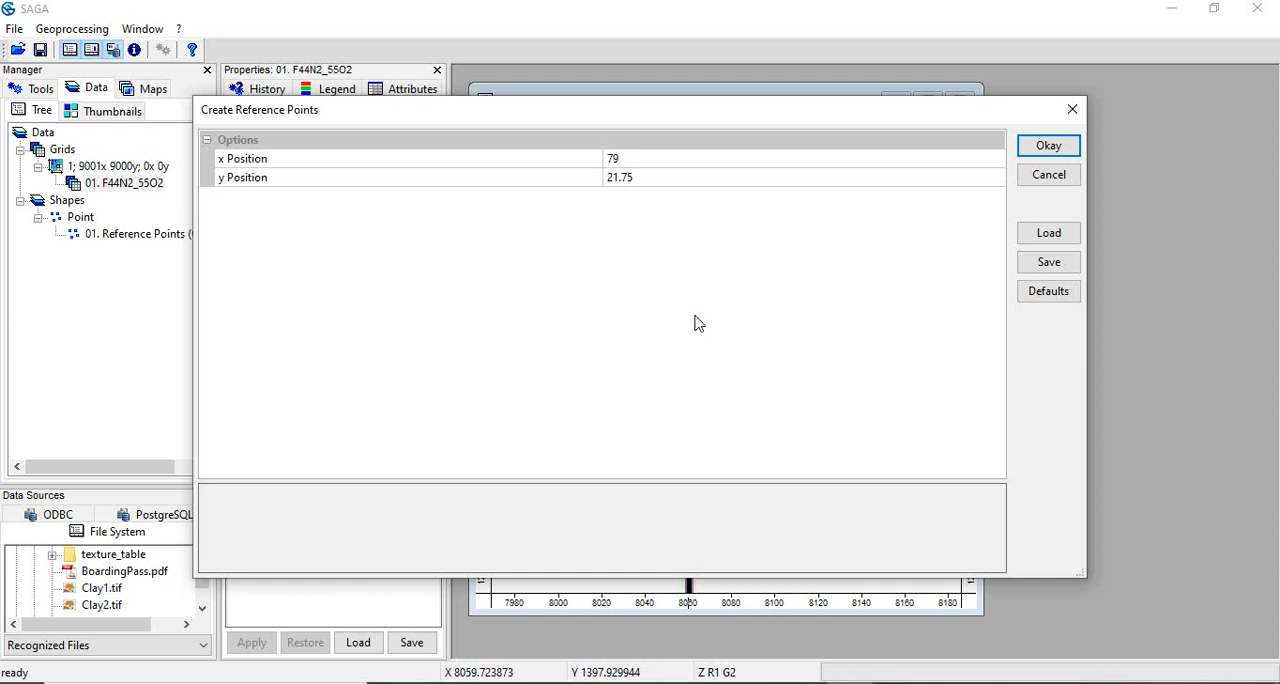 SAGA
File Geoprocessing Window ?
Manager
Tools Data Maps
Tree Thumbnails
Data
Grids
1; 9001x 9000y; 0x 0y
01. F44N2_55O2
Shapes
Point
01. Reference Points (
Data Sources
ODBC PostgreSQL
File System
texture_table
BoardingPass.pdf
Clay1.tif
Clay2.tif
Recognized Files
Properties: 01. F44N2_55O2
History Legend Attributes
Create Reference Points
Options
x Position 79
y Position 21.75
Okay
Cancel
Load
Save
Defaults
Apply Restore Load Save
7980 8000 8020 8040 8060 8080 8100 8120 8140 8160 8180
ready X 8059.723873 Y 1397.929944 Z R1 G2